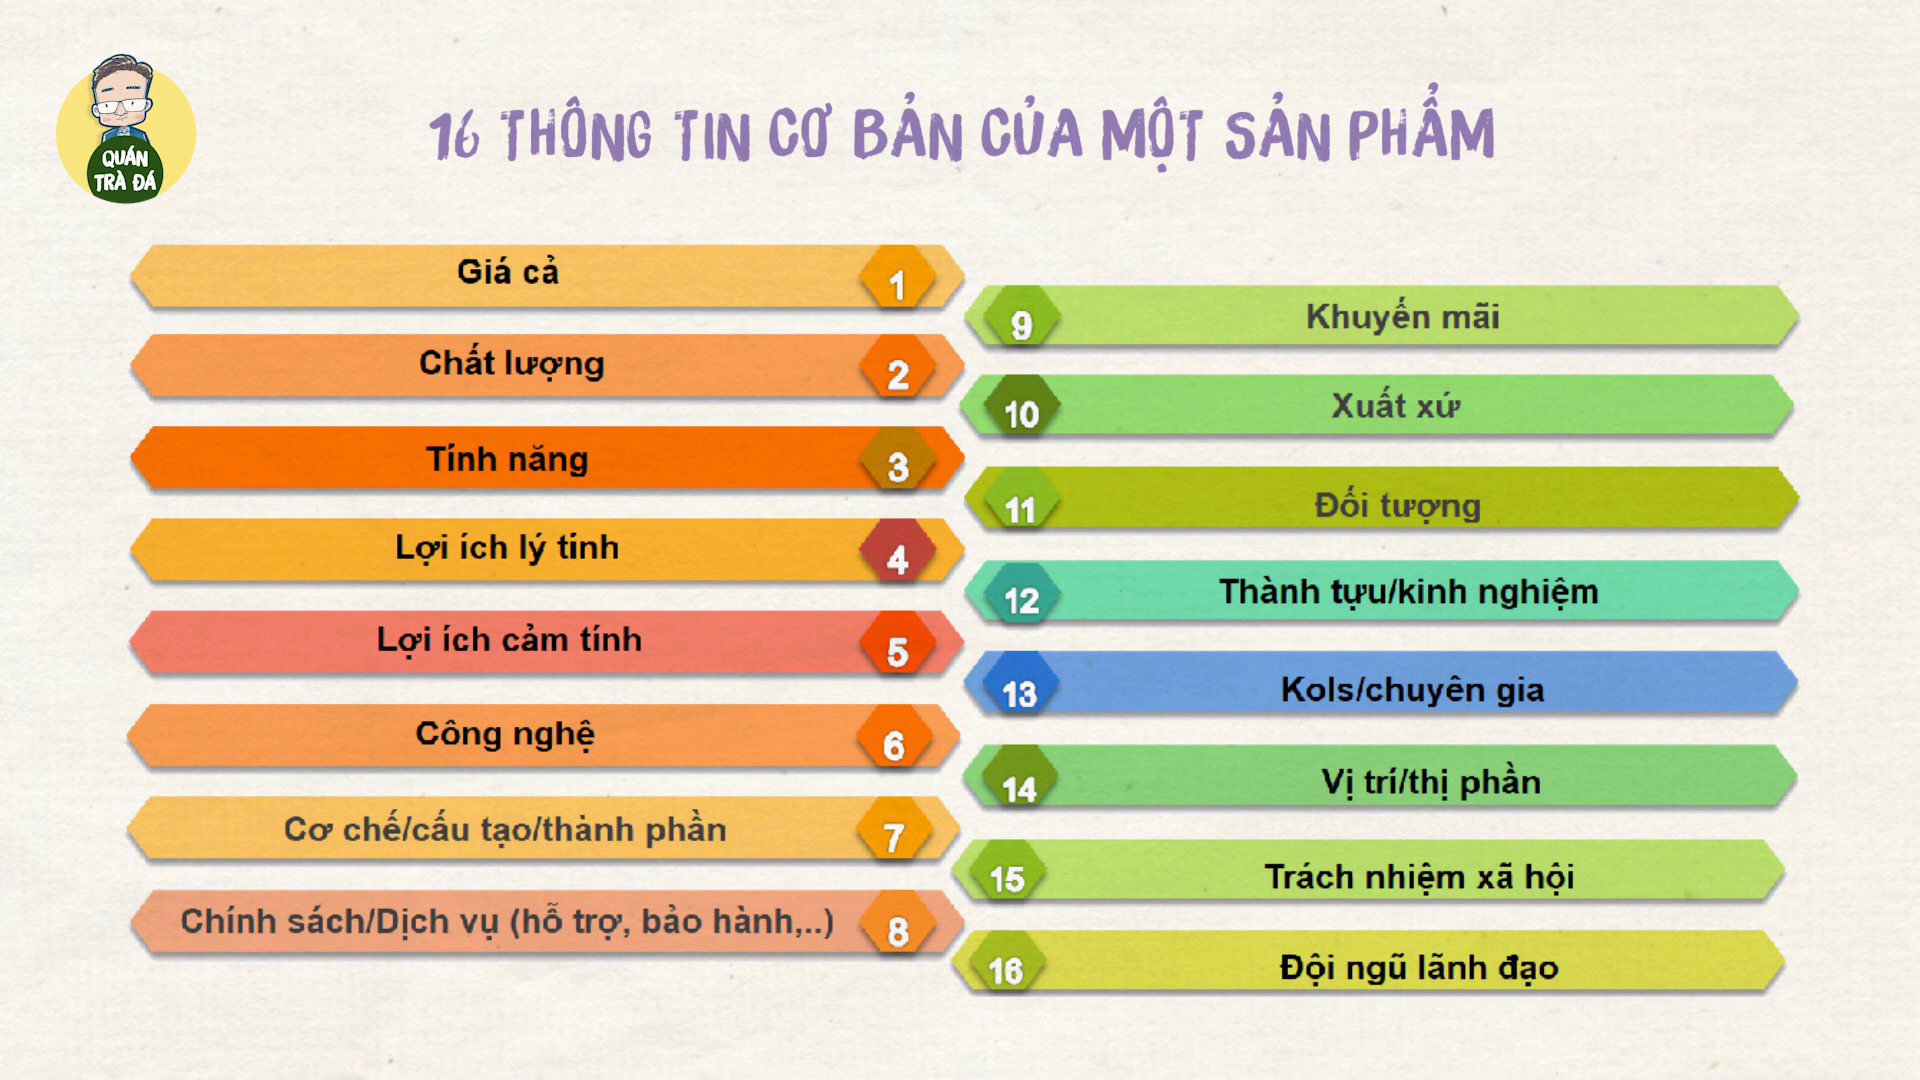 QUÁN
TRÀ ĐÁ
16 THÔNG TIN CƠ BẢN CỦA MỘT SẢN PHẨM
Giá cả 1
Chất lượng 2
Tính năng 3
Lợi ích lý tính 4
Lợi ích cảm tính 5
Công nghệ 6
Cơ chế/cấu tạo/thành phần 7
Chính sách/Dịch vụ (hỗ trợ, bảo hành,..) 8
9 Khuyến mãi
10 Xuất xứ
11 Đối tượng
12 Thành tựu/kinh nghiệm
13 Kols/chuyên gia
14 Vị trí/thị phần
15 Trách nhiệm xã hội
16 Đội ngũ lãnh đạo